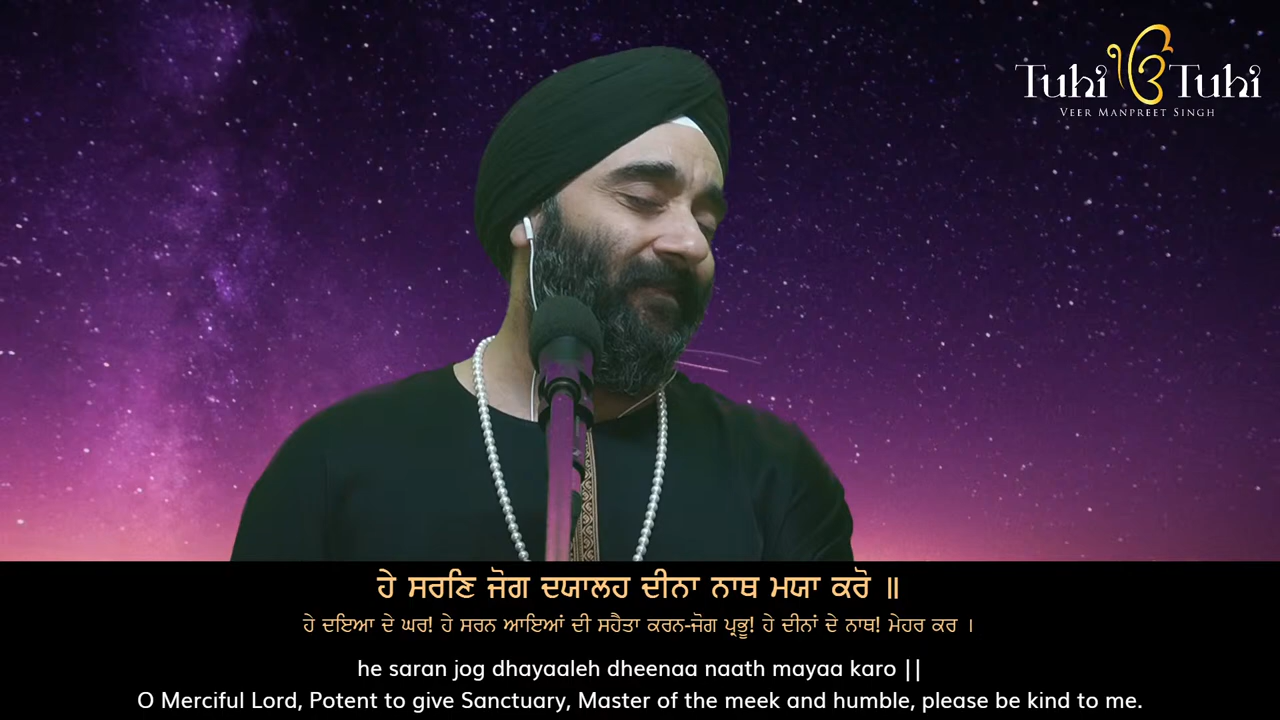 Tuhi ੴ Tuhi
Veer Manpreet Singh
ਹੇ ਸਰਣਿ ਜੋਗ ਦਯਾਲਹ ਦੀਨਾ ਨਾਥ ਮਯਾ ਕਰੋ ॥
ਹੇ ਦਇਆ ਦੇ ਘਰ! ਹੇ ਸਰਨ ਆਇਆਂ ਦੀ ਸਹੈਤਾ ਕਰਨ-ਜੋਗ ਪ੍ਰਭੂ! ਹੇ ਦੀਨਾਂ ਦੇ ਨਾਥ! ਮੇਹਰ ਕਰ ।
he saran jog dhayaaleh dheenaa naath mayaa karo ||
O Merciful Lord, Potent to give Sanctuary, Master of the meek and humble, please be kind to me.